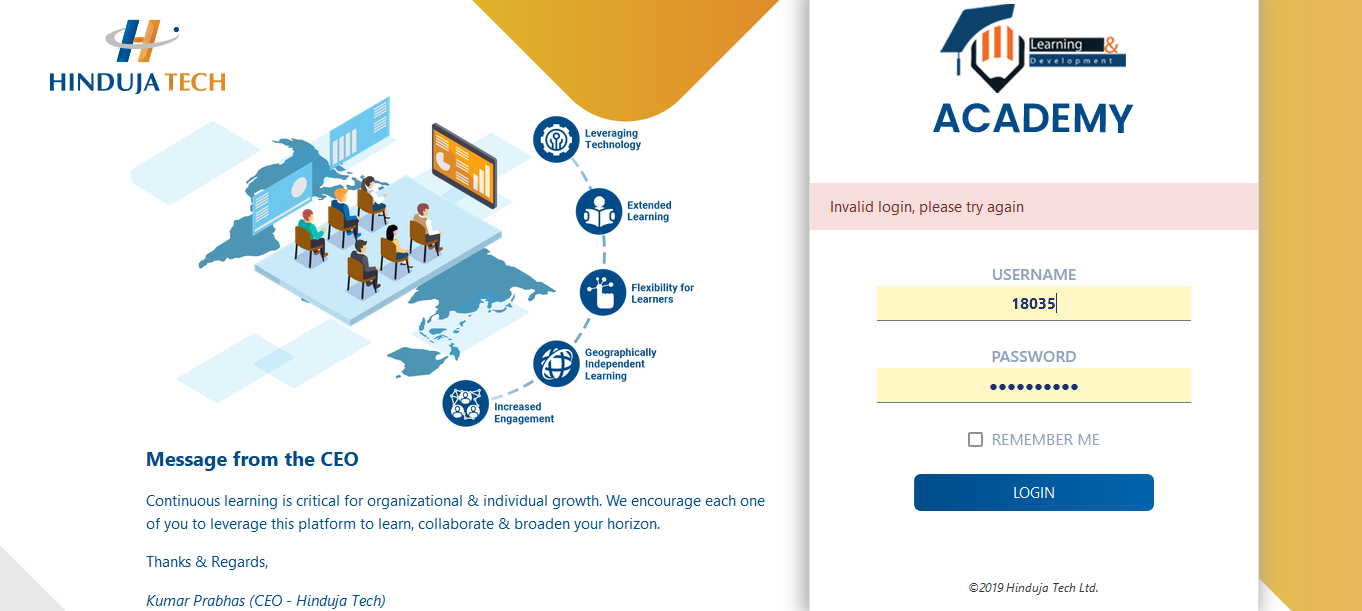 HINDUJA TECH
Leveraging
Technology
Extended
Learning
Flexibility for
Learners
Geographically
Independent
Learning
Increased
Engagement
Message from the CEO
Continuous learning is critical for organizational & individual growth. We encourage each one
of you to leverage this platform to learn, collaborate & broaden your horizon.
Thanks & Regards,
Kumar Prabhas (CEO - Hinduja Tech)
Learning &
Development
ACADEMY
Invalid login, please try again
USERNAME
18035
PASSWORD
••••••••••
REMEMBER ME
LOGIN
©2019 Hinduja Tech Ltd.